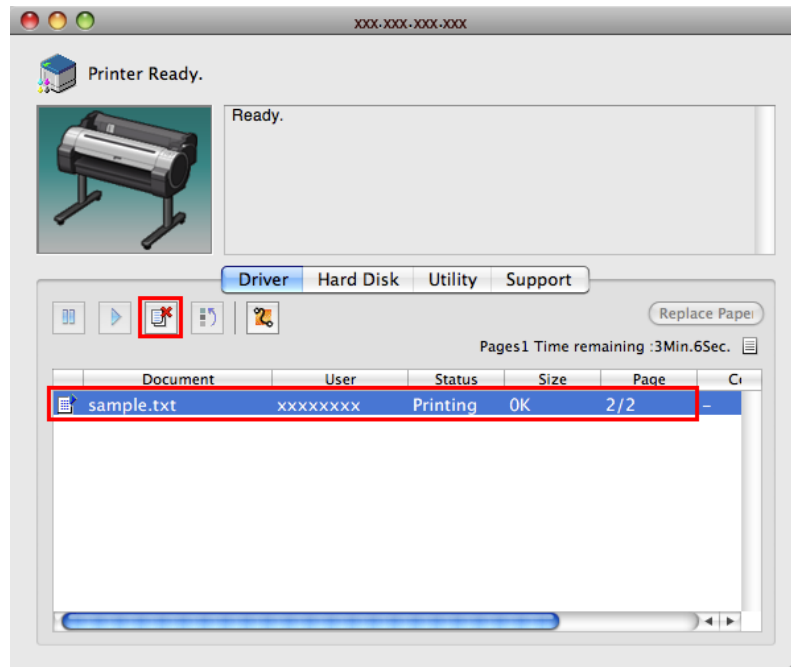 xxx.xxx.xxx.xxx
Printer Ready.
Ready.
Driver Hard Disk Utility Support
Replace Paper
Pages1 Time remaining :3Min.6Sec.
Document User Status Size Page
sample.txt xxxxxxxx Printing 0K 2/2 –